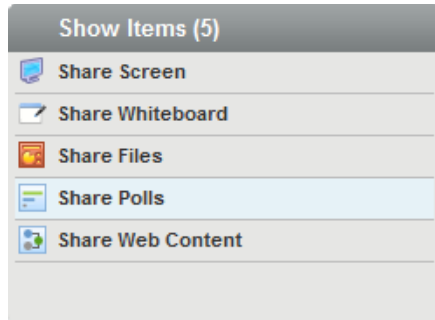 Show Items (5)
Share Screen
Share Whiteboard
Share Files
Share Polls
Share Web Content